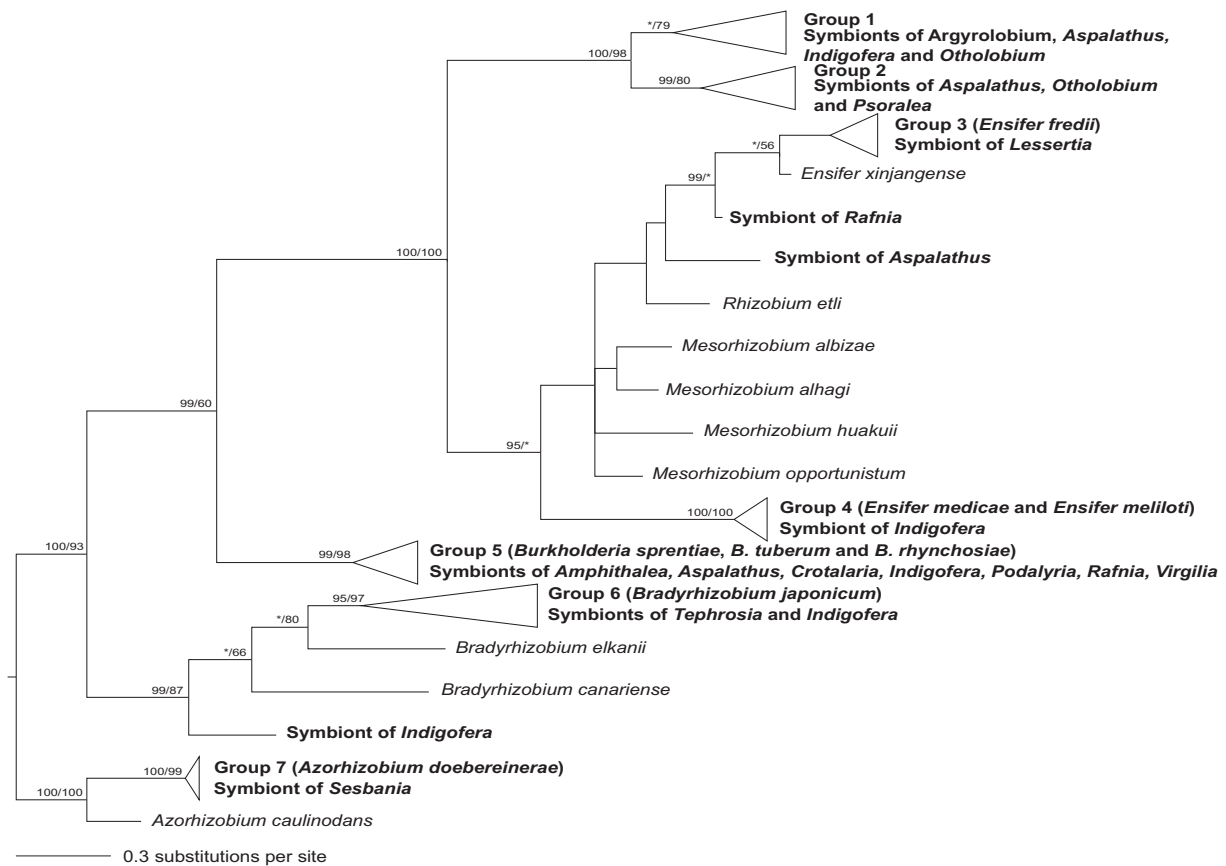 */79
Group 1
Symbionts of Argyrolobium, Aspalathus,
Indigofera and Otholobium
100/98
99/80
Group 2
Symbionts of Aspalathus, Otholobium
and Psoralea
Group 3 (Ensifer fredii)
Symbiont of Lessertia
*/56
Ensifer xinjangense
99/*
Symbiont of Rafnia
100/100
Symbiont of Aspalathus
Rhizobium etli
Mesorhizobium albizae
Mesorhizobium alhagi
99/60
Mesorhizobium huakuii
95/*
Mesorhizobium opportunistum
100/100
Group 4 (Ensifer medicae and Ensifer meliloti)
Symbiont of Indigofera
100/93
99/98
Group 5 (Burkholderia sprentiae, B. tuberum and B. rhynchosiae)
Symbionts of Amphithalea, Aspalathus, Crotalaria, Indigofera, Podalyria, Rafnia, Virgilia
95/97
Group 6 (Bradyrhizobium japonicum)
Symbionts of Tephrosia and Indigofera
*/80
Bradyrhizobium elkanii
*/66
Bradyrhizobium canariense
99/87
Symbiont of Indigofera
100/99
Group 7 (Azorhizobium doebereinerae)
Symbiont of Sesbania
100/100
Azorhizobium caulinodans
0.3 substitutions per site